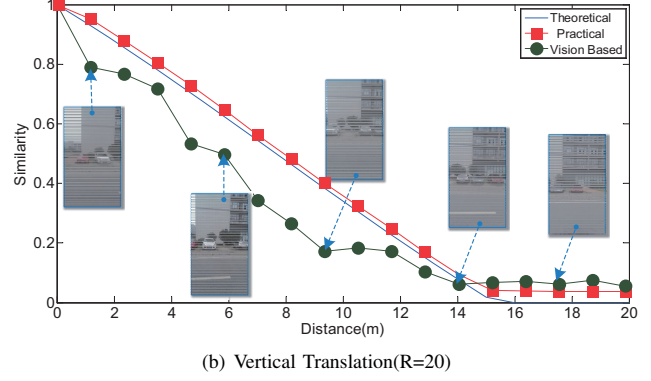 1
Theoretical
Practical
Vision Based
0.8
0.6
Similarity
0.4
0.2
0
0 2 4 6 8 10 12 14 16 18 20
Distance(m)
(b) Vertical Translation(R=20)